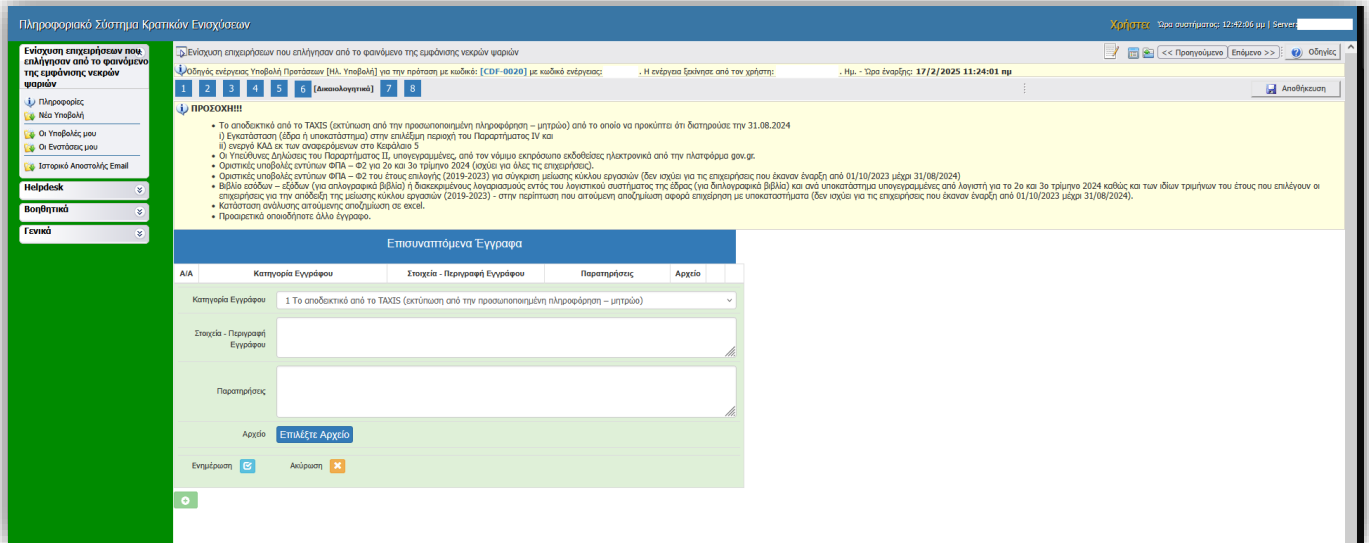 Πληροφοριακό Σύστημα Κρατικών Ενισχύσεων
Χρήστες Ώρα συστήματος: 12:42:06 μμ | Server:
Ενίσχυση επιχειρήσεων που επλήγησαν από το φαινόμενο της εμφάνισης νεκρών ψαριών
Πληροφορίες
Νέα Υποβολή
Οι Υποβολές μου
Οι Ενστάσεις μου
Ιστορικό Αποστολής Email
Helpdesk
Βοηθητικά
Γενικά
Ενίσχυση επιχειρήσεων που επλήγησαν από το φαινόμενο της εμφάνισης νεκρών ψαριών
<< Προηγούμενο Επόμενο >> Οδηγίες
Οδηγός ενέργειας Υποβολή Προτάσεων [Ηλ. Υποβολή] για την πρόταση με κωδικό: [CDF-0020] με κωδικό ενέργειας: . Η ενέργεια ξεκίνησε από τον χρήστη: . Ημ. - Ώρα έναρξης: 17/2/2025 11:24:01 πμ
1 2 3 4 5 6 [Δικαιολογητικά] 7 8
Αποθήκευση
ΠΡΟΣΟΧΗ!!!
• Το αποδεικτικό από το TAXIS (εκτύπωση από την προσωποποιημένη πληροφόρηση – μητρώο) από το οποίο να προκύπτει ότι διατηρούσε την 31.08.2024
i) Εγκατάσταση (έδρα ή υποκατάστημα) στην επιλέξιμη περιοχή του Παραρτήματος IV και
ii) ενεργό ΚΑΔ εκ των αναφερόμενων στο Κεφάλαιο 5
• Οι Υπεύθυνες Δηλώσεις του Παραρτήματος ΙΙ, υπογεγραμμένες, από τον νόμιμο εκπρόσωπο εκδοθείσες ηλεκτρονικά από την πλατφόρμα gov.gr.
• Οριστικές υποβολές εντύπων ΦΠΑ – Φ2 για 2ο και 3ο τρίμηνο 2024 (ισχύει για όλες τις επιχειρήσεις).
• Οριστικές υποβολές εντύπων ΦΠΑ – Φ2 του έτους επιλογής (2019-2023) για σύγκριση μείωσης κύκλου εργασιών (δεν ισχύει για τις επιχειρήσεις που έκαναν έναρξη από 01/10/2023 μέχρι 31/08/2024)
• Βιβλίο εσόδων – εξόδων (για απλογραφικά βιβλία) ή διακεκριμένους λογαριασμούς εντός του λογιστικού συστήματος της έδρας (για διπλογραφικά βιβλία) και ανά υποκατάστημα υπογεγραμμένες από λογιστή για το 2ο και 3ο τρίμηνο 2024 καθώς και των ιδίων τριμήνων του έτους που επιλέγουν οι
επιχειρήσεις για την απόδειξη της μείωσης κύκλου εργασιών (2019-2023) - στην περίπτωση που αιτούμενη αποζημίωση αφορά επιχείρηση με υποκαταστήματα (δεν ισχύει για τις επιχειρήσεις που έκαναν έναρξη από 01/10/2023 μέχρι 31/08/2024).
• Κατάσταση ανάλυσης αιτούμενης αποζημίωση σε excel.
• Προαιρετικά οποιοδήποτε άλλο έγγραφο.
Επισυναπτόμενα Έγγραφα
Α/Α Κατηγορία Εγγράφου Στοιχεία - Περιγραφή Εγγράφου Παρατηρήσεις Αρχείο
Κατηγορία Εγγράφου 1 Το αποδεικτικό από το TAXIS (εκτύπωση από την προσωποποιημένη πληροφόρηση – μητρώο)
Στοιχεία - Περιγραφή
Εγγράφου
Παρατηρήσεις
Αρχείο Επιλέξτε Αρχείο
Ενημέρωση Ακύρωση